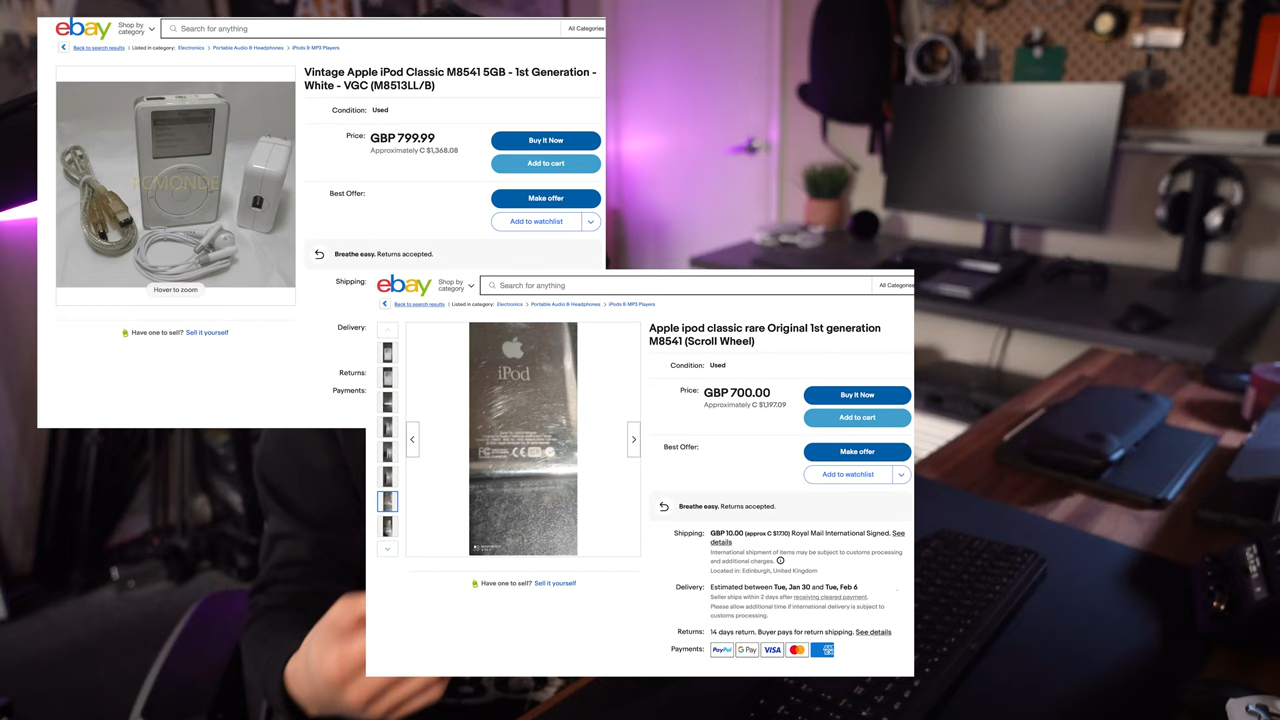 ebay
Shop by
category
Search for anything
All Categories
Back to search results | Listed in category: Electronics > Portable Audio & Headphones > iPods & MP3 Players
Vintage Apple iPod Classic M8541 5GB - 1st Generation -
White - VGC (M8513LL/B)
Condition: Used
Price: GBP 799.99
Approximately C $1,368.08
Buy It Now
Add to cart
Best Offer:
Make offer
Add to watchlist
Breathe easy. Returns accepted.
Hover to zoom
Have one to sell? Sell it yourself
Shipping:
Delivery:
Returns:
Payments:
ebay
Shop by
category
Search for anything
All Categories
Back to search results | Listed in category: Electronics > Portable Audio & Headphones > iPods & MP3 Players
Apple ipod classic rare Original 1st generation
M8541 (Scroll Wheel)
Condition: Used
Price: GBP 700.00
Approximately C $1,197.09
Buy It Now
Add to cart
Best Offer:
Make offer
Add to watchlist
Breathe easy. Returns accepted.
iPod
Have one to sell? Sell it yourself
Shipping: GBP 10.00 (approx C $17.10) Royal Mail International Signed. See
details
International shipment of items may be subject to customs processing
and additional charges.
Located in: Edinburgh, United Kingdom
Delivery: Estimated between Tue, Jan 30 and Tue, Feb 6
Seller ships within 2 days after receiving cleared payment.
Please allow additional time if international delivery is subject to
customs processing.
Returns: 14 days return. Buyer pays for return shipping. See details
Payments: PayPal G Pay VISA